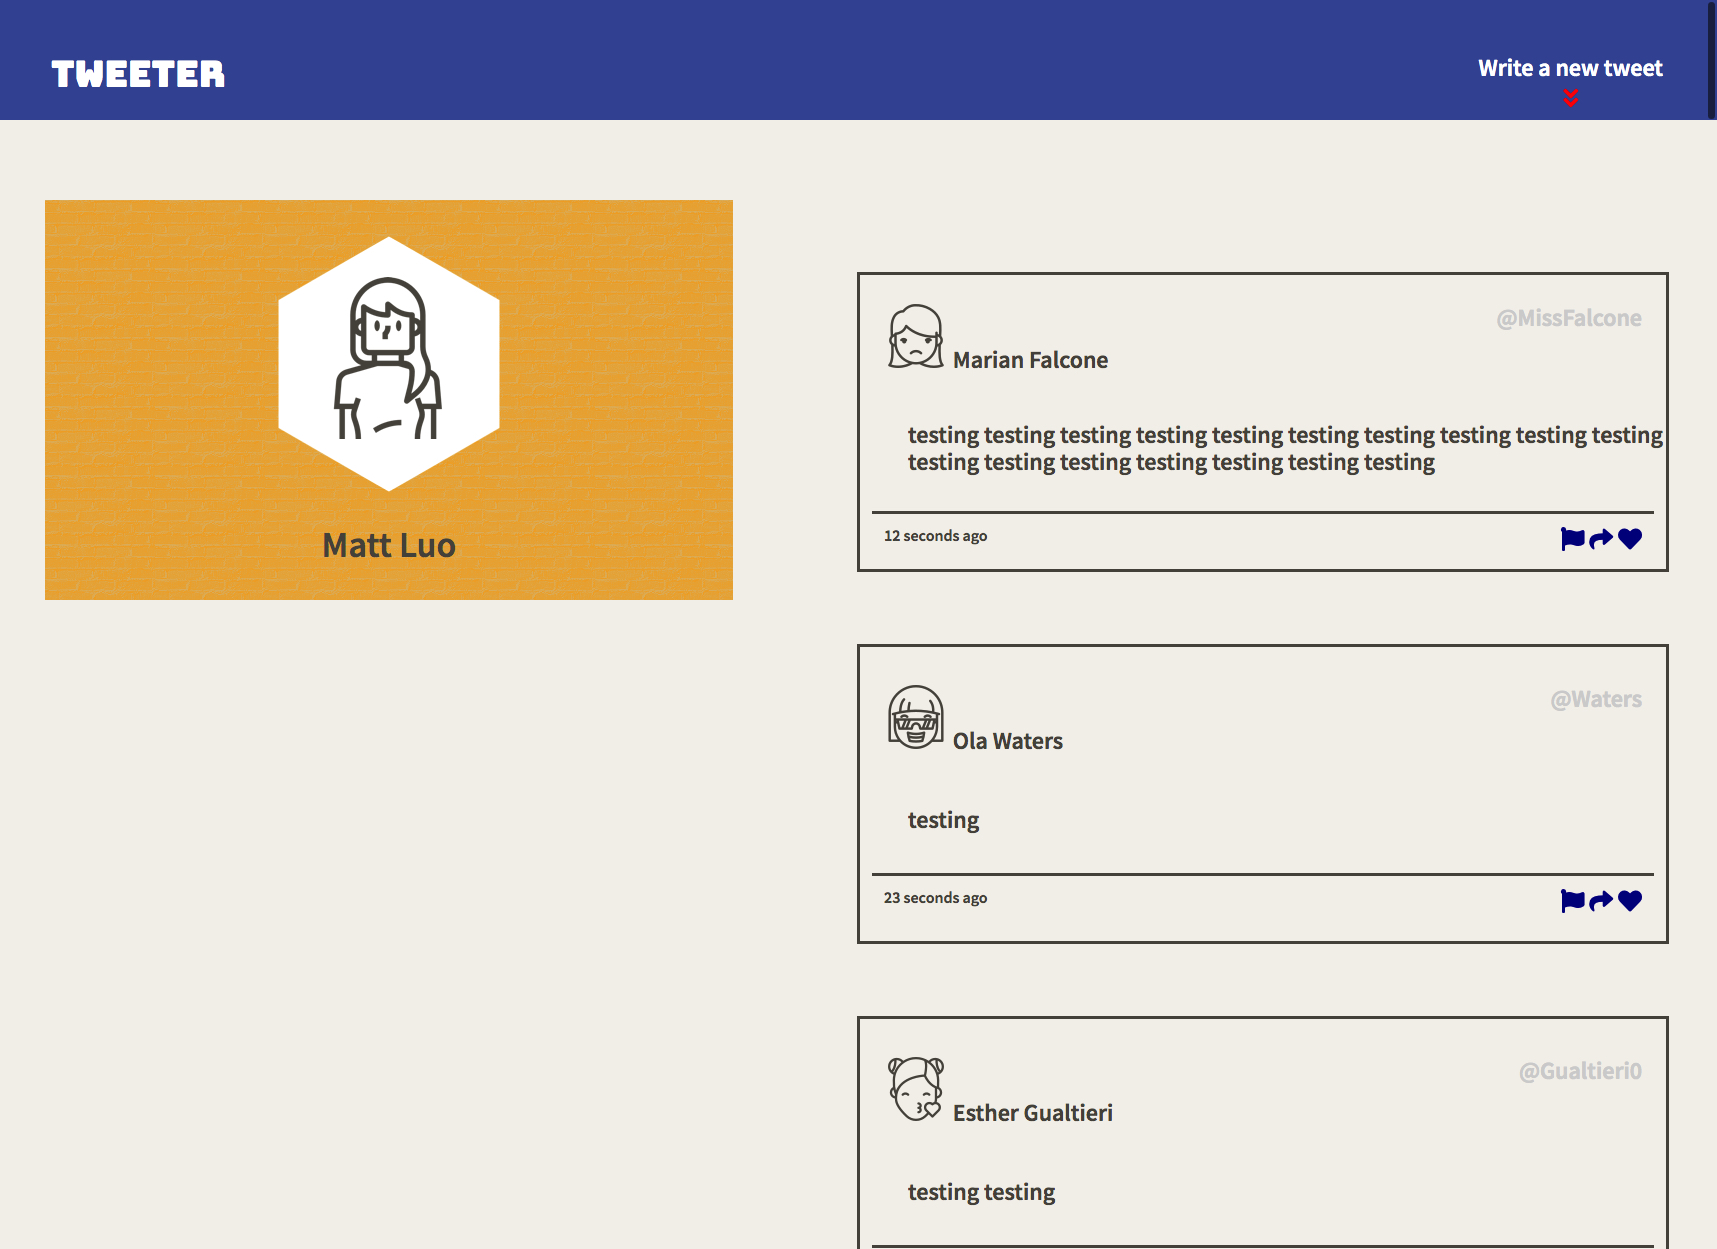 TWEETER
Write a new tweet
Matt Luo
@MissFalcone
Marian Falcone
testing testing testing testing testing testing testing testing testing testing
testing testing testing testing testing testing testing
12 seconds ago
@Waters
Ola Waters
testing
23 seconds ago
@Gualtieri0
Esther Gualtieri
testing testing